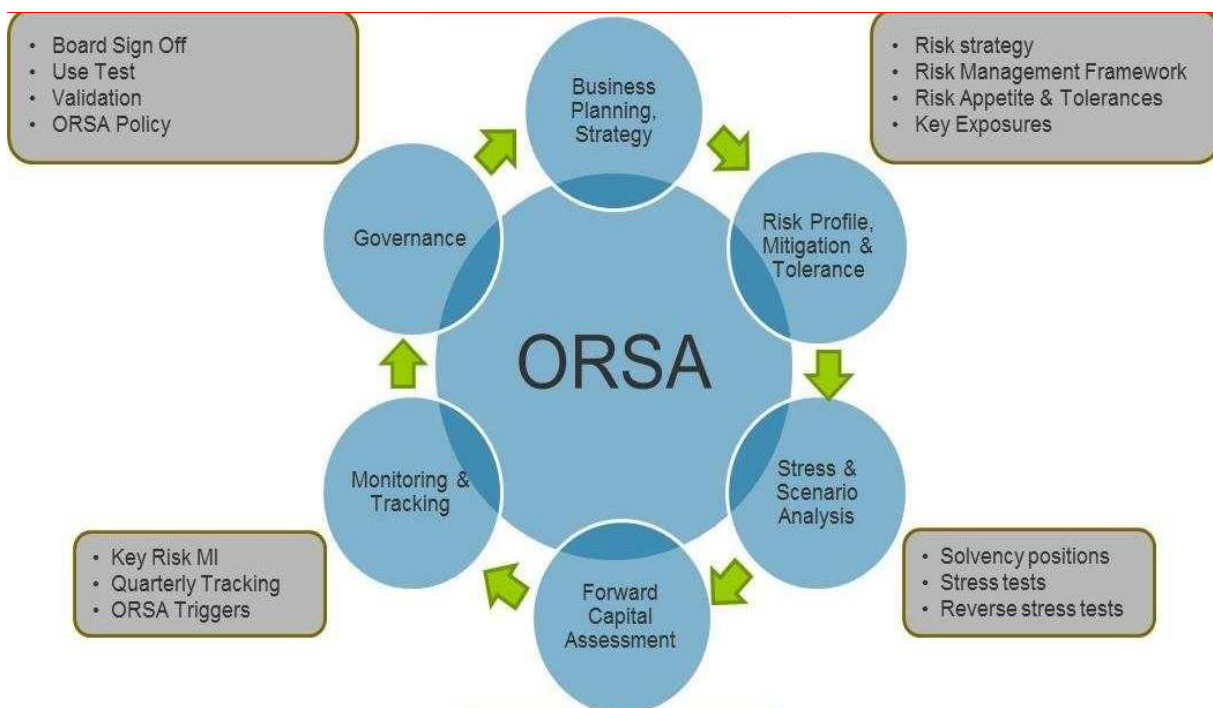 • Board Sign Off
• Use Test
• Validation
• ORSA Policy
Business
Planning,
Strategy
• Risk strategy
• Risk Management Framework
• Risk Appetite & Tolerances
• Key Exposures
Governance
Risk Profile,
Mitigation &
Tolerance
ORSA
Monitoring &
Tracking
Stress &
Scenario
Analysis
• Key Risk MI
• Quarterly Tracking
• ORSA Triggers
Forward
Capital
Assessment
• Solvency positions
• Stress tests
• Reverse stress tests